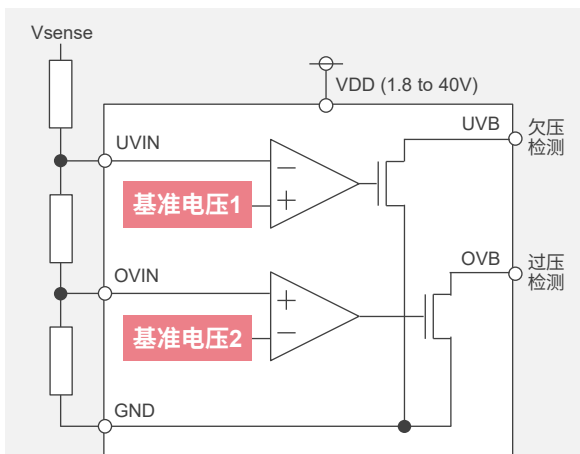 Vsense
VDD (1.8 to 40V)
UVIN
UVB
欠压
检测
−
基准电压1
+
OVIN
OVB
过压
检测
+
基准电压2
−
GND